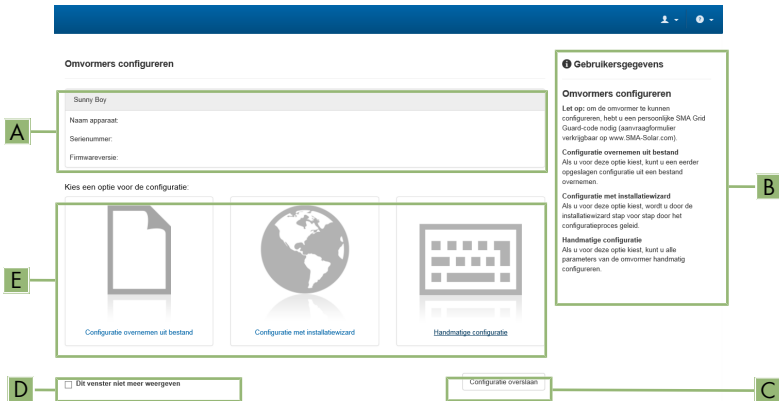 Omvormers configureren
Sunny Boy
Naam apparaat:
Serienummer:
Firmwareversie:
A
Kies een optie voor de configuratie:
E
Configuratie overnemen uit bestand
Configuratie met installatiewizard
Handmatige configuratie
D
Dit venster niet meer weergeven
Configuratie overslaan
C
Gebruikersgegevens
Omvormers configureren
Let op: om de omvormer te kunnen
configureren, hebt u een persoonlijke SMA Grid
Guard-code nodig (aanvraagformulier
verkrijgbaar op www.SMA-Solar.com).
Configuratie overnemen uit bestand
Als u voor deze optie kiest, kunt u een eerder
opgeslagen configuratie uit een bestand
overnemen.
Configuratie met installatiewizard
Als u voor deze optie kiest, wordt u door de
installatiewizard stap voor stap door het
configuratieproces geleid.
Handmatige configuratie
Als u voor deze optie kiest, kunt u alle
parameters van de omvormer handmatig
configureren.
B